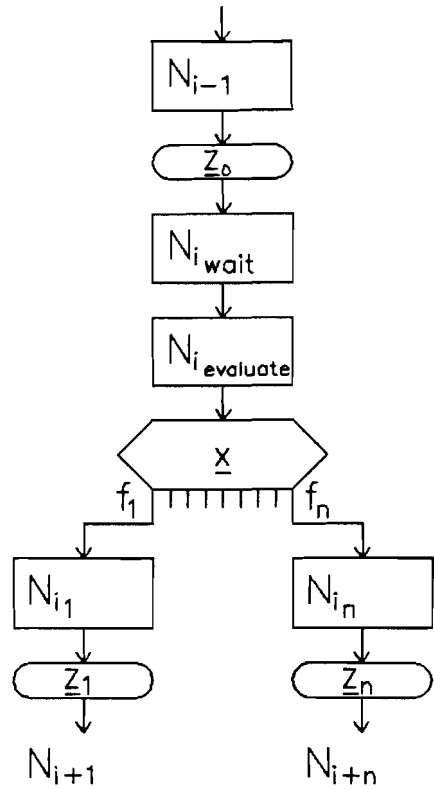 N_{i-1}
z_0
N_{i wait}
N_{i evaluate}
x
f_1 f_n
N_{i_1} N_{i_n}
z_1 z_n
N_{i+1} N_{i+n}